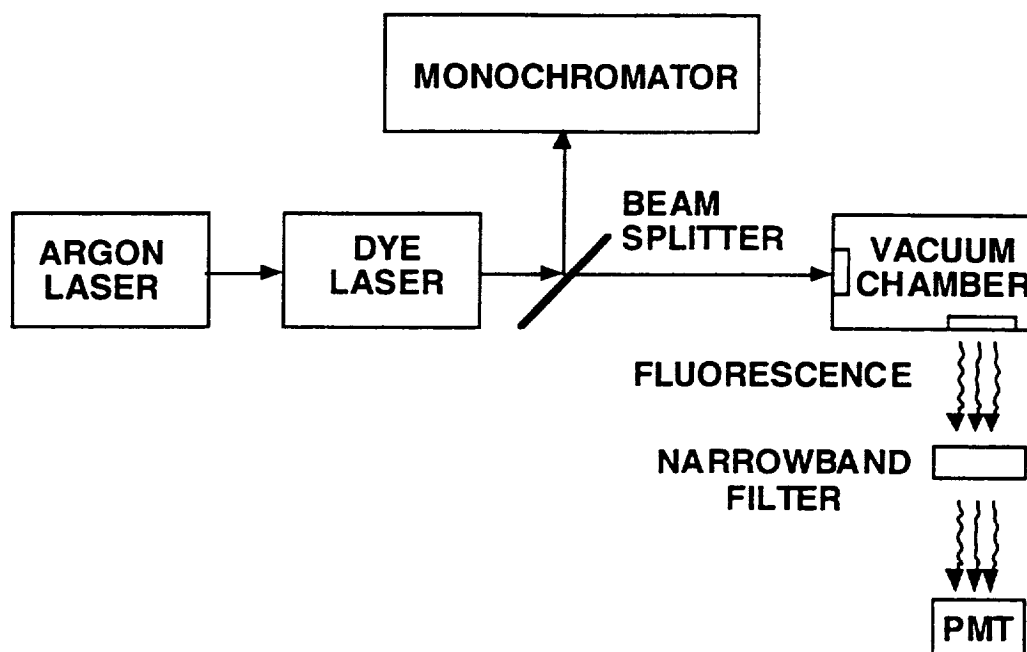 MONOCHROMATOR
ARGON
LASER
DYE
LASER
BEAM
SPLITTER
VACUUM
CHAMBER
FLUORESCENCE
NARROWBAND
FILTER
PMT